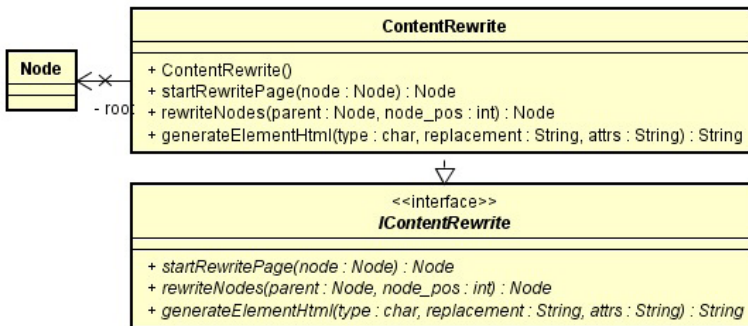 ContentRewrite
Node
+ ContentRewrite()
+ startRewritePage(node : Node) : Node
- root
+ rewriteNodes(parent : Node, node_pos : int) : Node
+ generateElementHtml(type : char, replacement : String, attrs : String) : String
<<interface>>
IContentRewrite
+ startRewritePage(node : Node) : Node
+ rewriteNodes(parent : Node, node_pos : int) : Node
+ generateElementHtml(type : char, replacement : String, attrs : String) : String